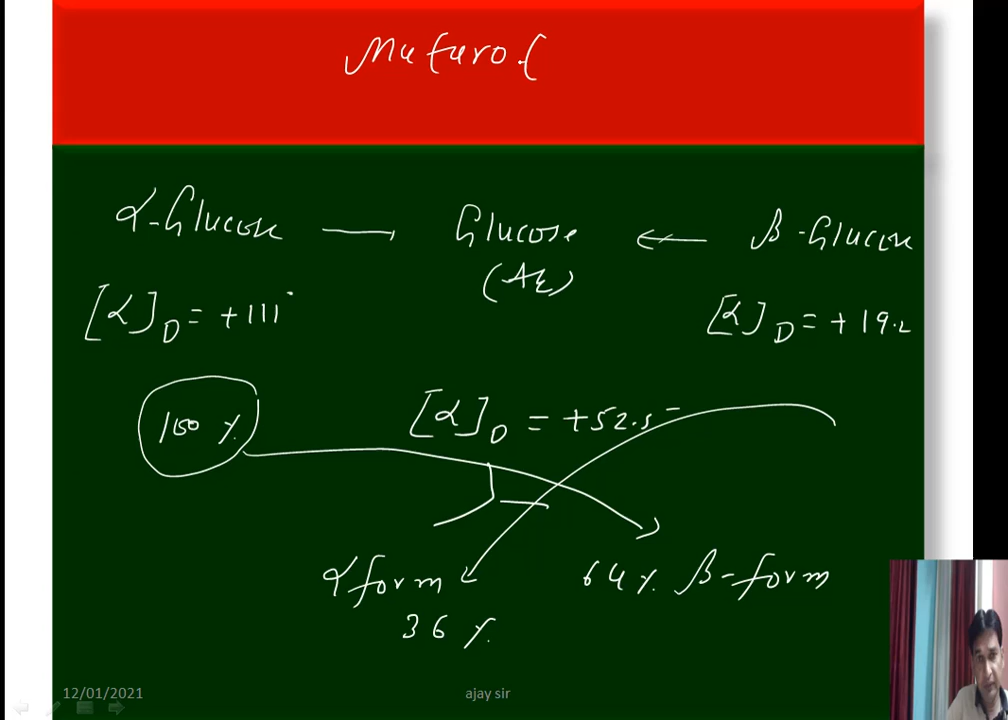 Mutarot
α-Glucose → Glucose ← β-Glucose
(Aq)
[α]D = +111°
[α]D = +19.2
100 %
[α]D = +52.5°
α form
64 % β-form
36 %
12/01/2021
ajay sir